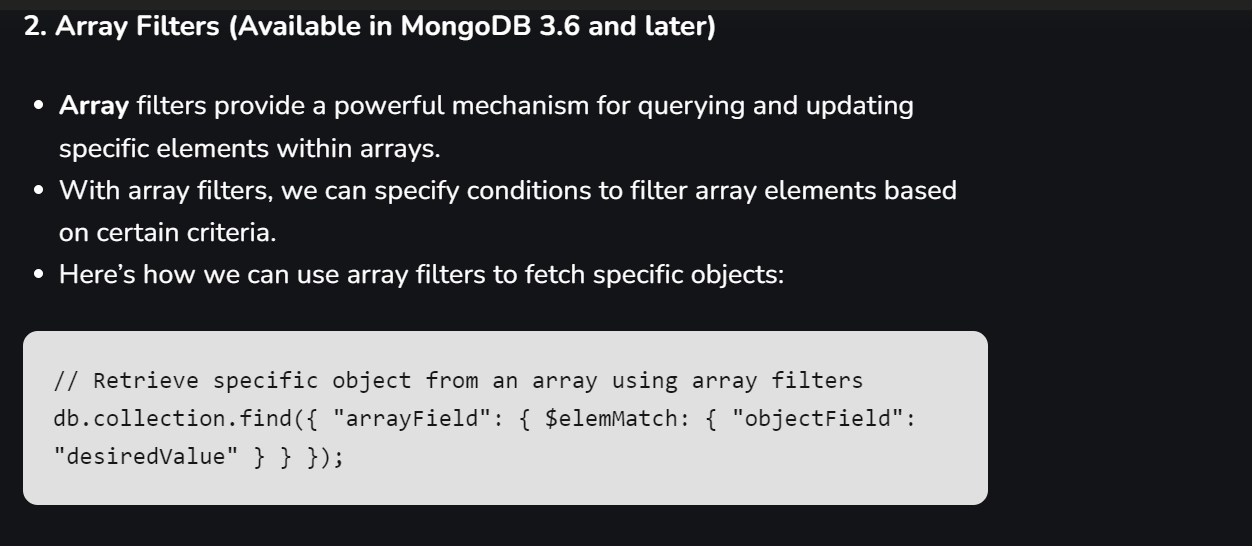 2. Array Filters (Available in MongoDB 3.6 and later)
Array filters provide a powerful mechanism for querying and updating
specific elements within arrays.
With array filters, we can specify conditions to filter array elements based
on certain criteria.
Here’s how we can use array filters to fetch specific objects:
// Retrieve specific object from an array using array filters
db.collection.find({ "arrayField": { $elemMatch: { "objectField":
"desiredValue" } } });